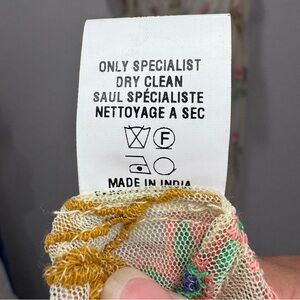 ONLY SPECIALIST
DRY CLEAN
SAUL SPÉCIALISTE
NETTOYAGE A SEC
F
MADE IN INDIA